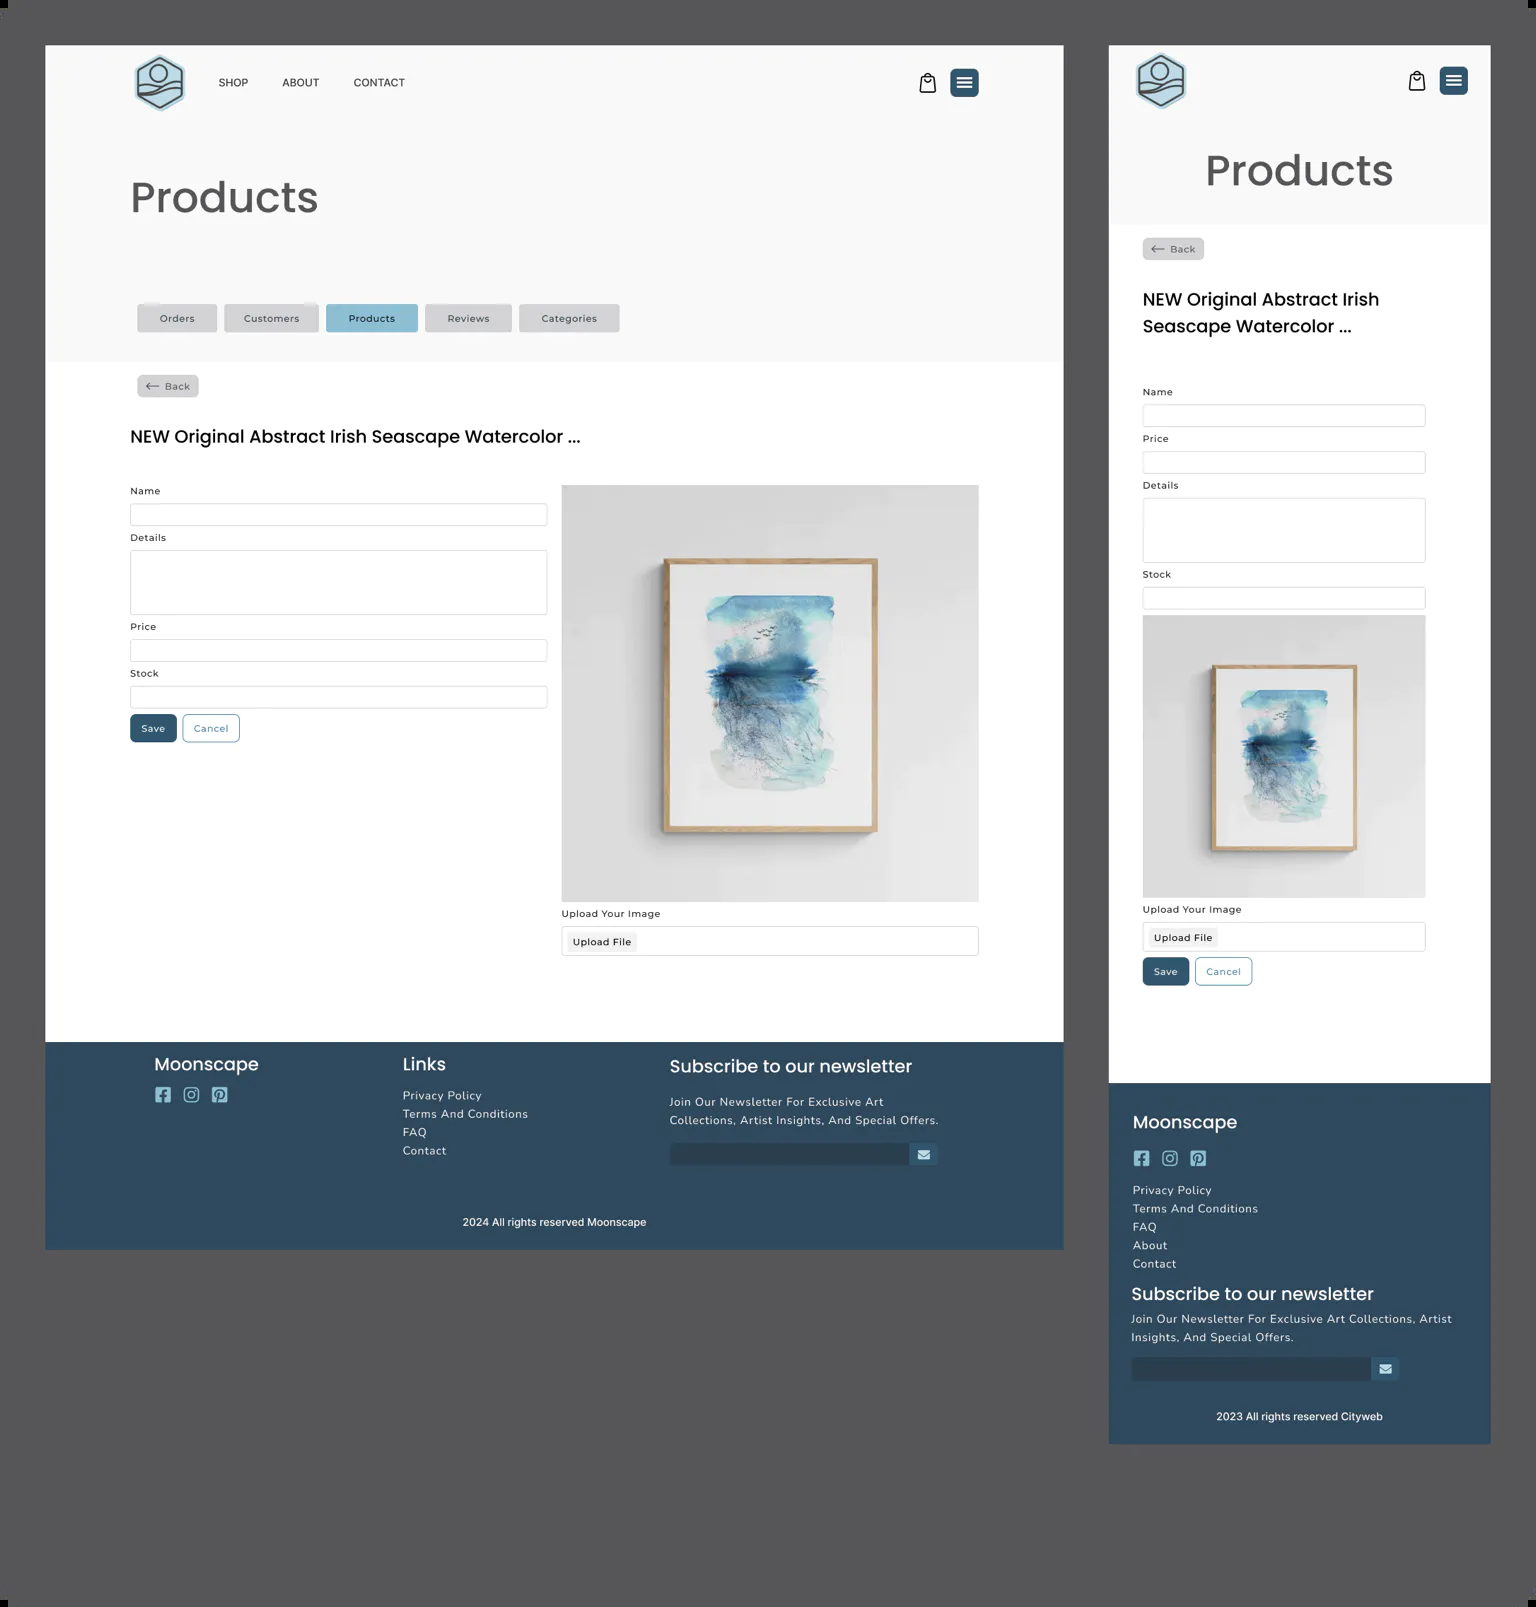 SHOP ABOUT CONTACT
Products
Orders Customers Products Reviews Categories
Back
NEW Original Abstract Irish Seascape Watercolor ...
Name
Details
Price
Stock
Save Cancel
Upload Your Image
Upload File
Moonscape
Links
Privacy Policy
Terms And Conditions
FAQ
Contact
Subscribe to our newsletter
Join Our Newsletter For Exclusive Art
Collections, Artist Insights, And Special Offers.
2024 All rights reserved Moonscape
Products
Back
NEW Original Abstract Irish
Seascape Watercolor ...
Name
Price
Details
Stock
Upload Your Image
Upload File
Save Cancel
Moonscape
Privacy Policy
Terms And Conditions
FAQ
About
Contact
Subscribe to our newsletter
Join Our Newsletter For Exclusive Art Collections, Artist
Insights, And Special Offers.
2023 All rights reserved Cityweb